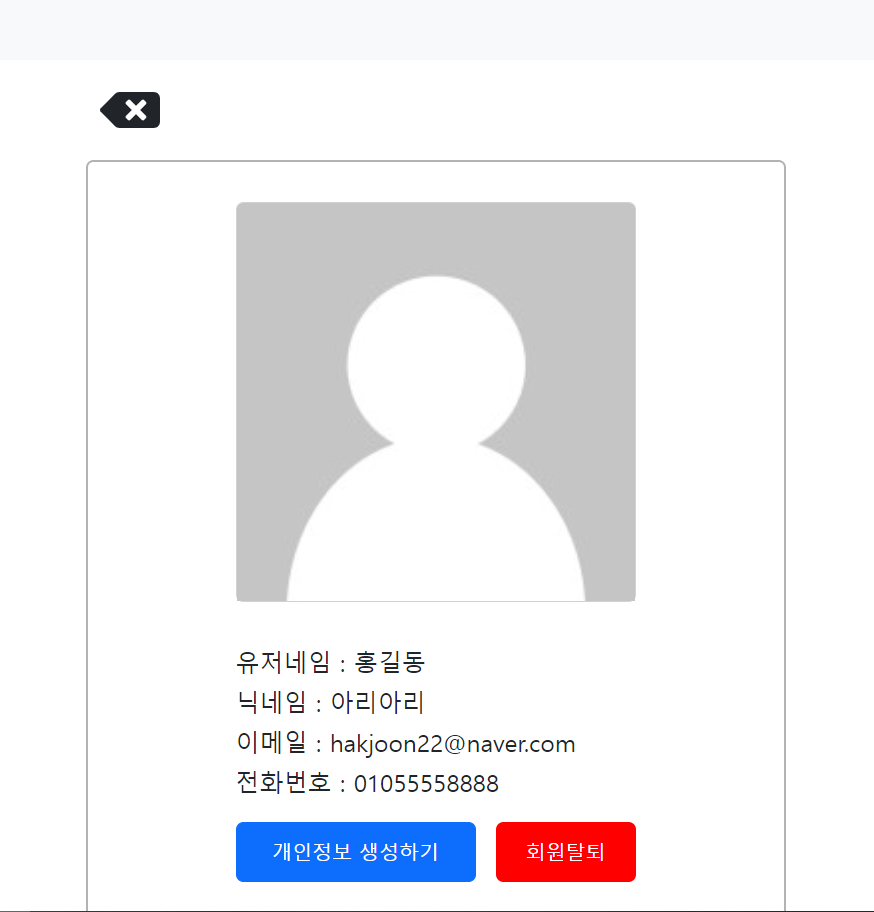 유저네임 : 홍길동
닉네임 : 아리아리
이메일 : hakjoon22@naver.com
전화번호 : 01055558888
개인정보 생성하기 회원탈퇴